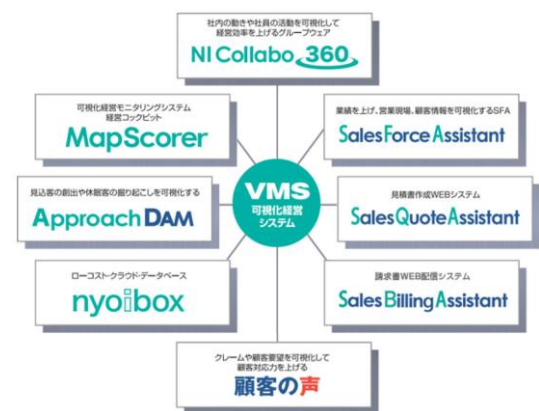 社内の動きや社員の活動を可視化して
経営効率を上げるグループウェア
NI Collabo 360
可視化経営モニタリングシステム
経営コックピット
MapScorer
業績を上げ、営業現場、顧客情報を可視化するSFA
SalesForce Assistant
見込客の創出や休眠客の掘り起こしを可視化する
Approach DAM
VMS
可視化経営
システム
見積書作成WEBシステム
SalesQuoteAssistant
ローコスト・クラウド・データベース
nyoibox
請求書WEB配信システム
Sales Billing Assistant
クレームや顧客要望を可視化して
顧客対応力を上げる
顧客の声